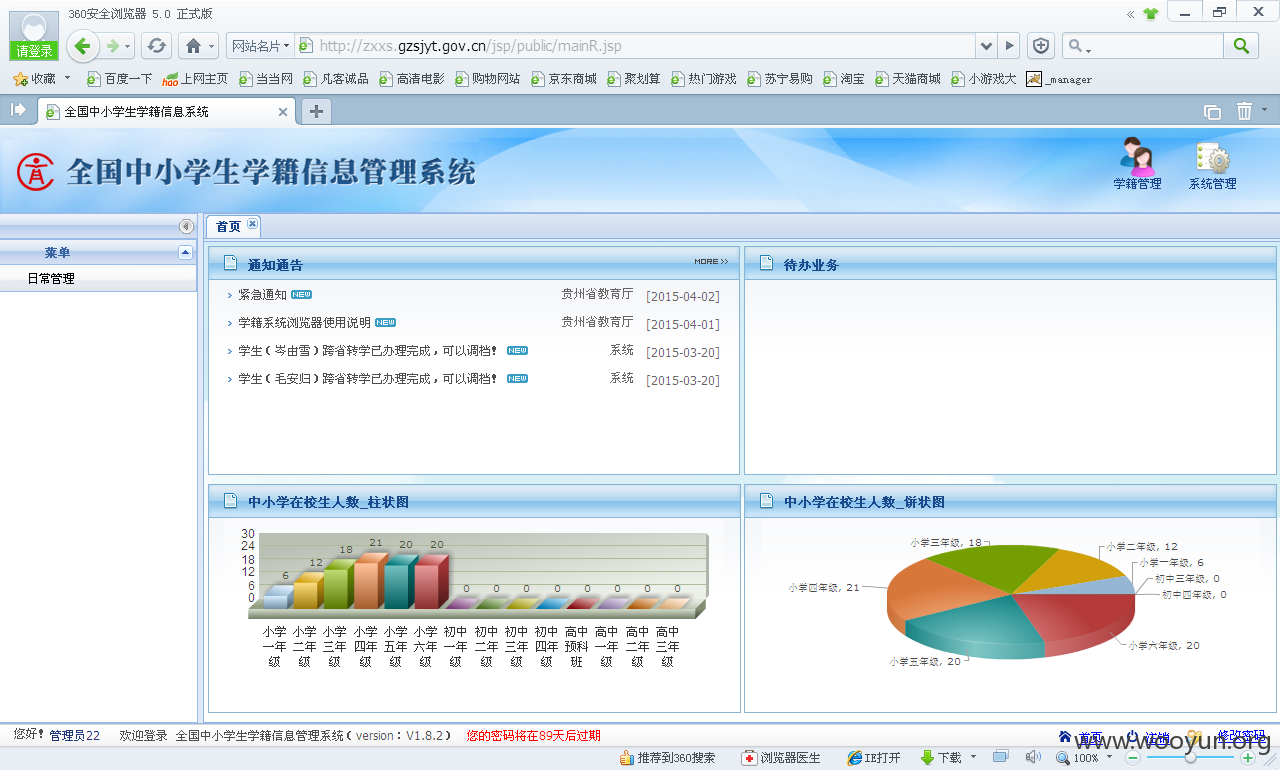 360安全浏览器 5.0 正式版
请登录
网站名片
http://zxxs.gzsjyt.gov.cn/jsp/public/mainR.jsp
收藏 百度一下 上网主页 当当网 凡客诚品 高清电影 购物网站 京东商城 聚划算 热门游戏 苏宁易购 淘宝 天猫商城 小游戏大 _manager
全国中小学生学籍信息系统
全国中小学生学籍信息管理系统
学籍管理 系统管理
菜单
日常管理
首页
通知通告 MORE >>
紧急通知 NEW 贵州省教育厅 [2015-04-02]
学籍系统浏览器使用说明 NEW 贵州省教育厅 [2015-04-01]
学生(岑由雪)跨省转学已办理完成，可以调档! NEW 系统 [2015-03-20]
学生(毛安归)跨省转学已办理完成，可以调档! NEW 系统 [2015-03-20]
待办业务
中小学在校生人数_柱状图
30
24
18
12
6
0
6 12 18 21 20 20 0 0 0 0 0 0 0 0
小学一年级 小学二年级 小学三年级 小学四年级 小学五年级 小学六年级 初中一年级 初中二年级 初中三年级 初中四年级 高中预科班 高中一年级 高中二年级 高中三年级
中小学在校生人数_饼状图
小学三年级, 18
小学二年级, 12
小学一年级, 6
初中三年级, 0
初中四年级, 0
小学四年级, 21
小学六年级, 20
小学五年级, 20
您好! 管理员22 欢迎登录 全国中小学生学籍信息管理系统(version：V1.8.2) 您的密码将在89天后过期
首页 注销 修改密码
www.wooyun.org
推荐到360搜索 浏览器医生 IE打开 下载 100%